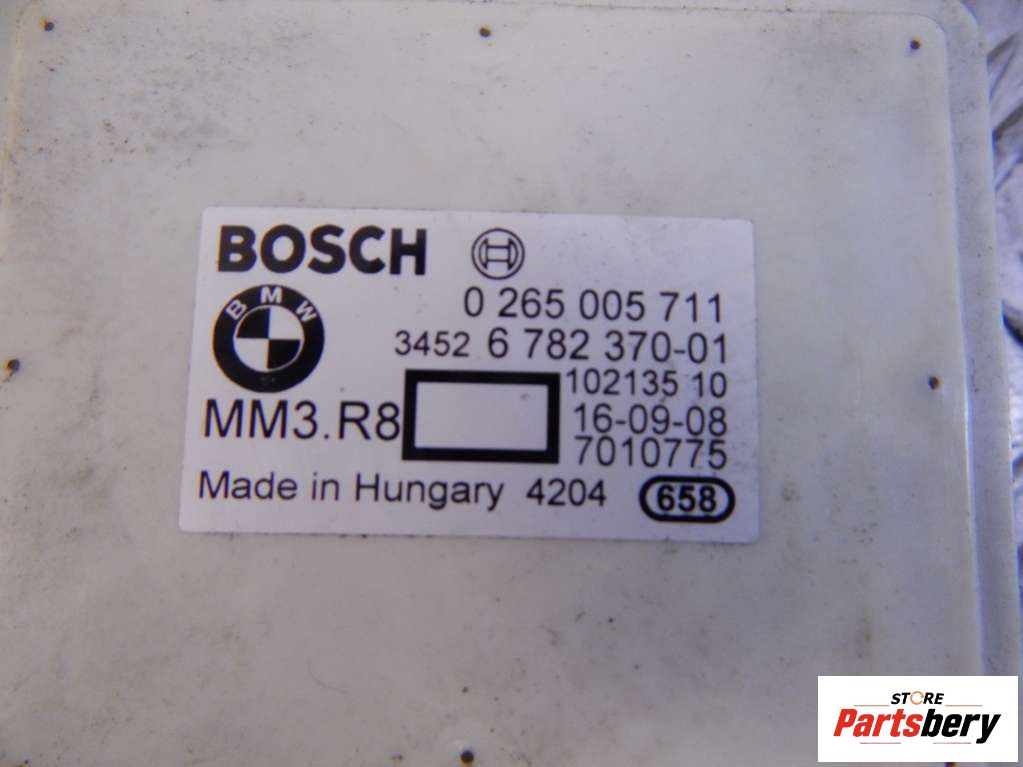 BOSCH
BMW
0 265 005 711
3452 6 782 370-01
102135 10
MM3.R8
16-09-08
7010775
Made in Hungary 4204 658
STORE
Partsbery